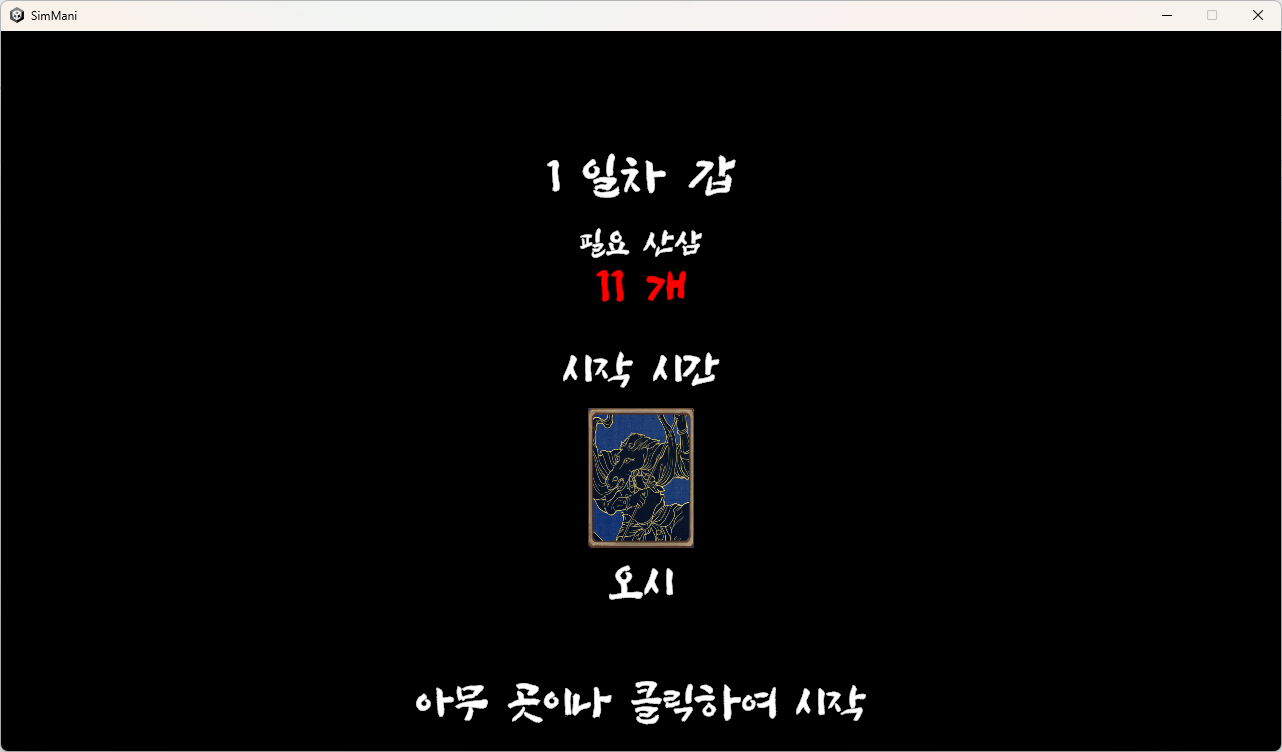 SimMani
1 일차 갑
필요 산삼
11 개
시작 시간
오시
아무 곳이나 클릭하여 시작